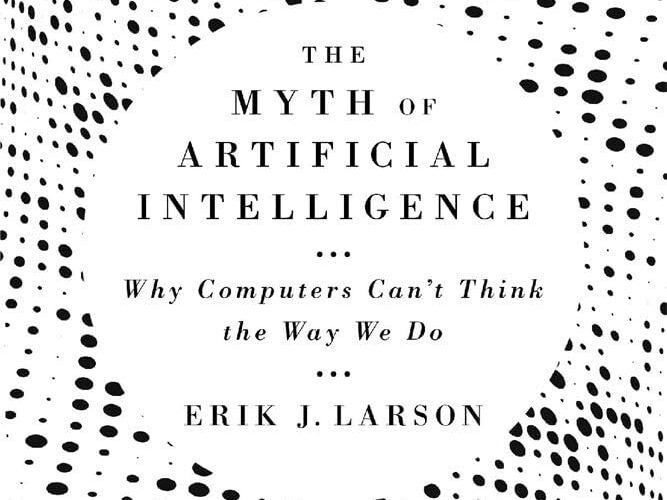 THE
MYTH OF
ARTIFICIAL
INTELLIGENCE
•••
Why Computers Can't Think
the Way We Do
•••
ERIK J. LARSON